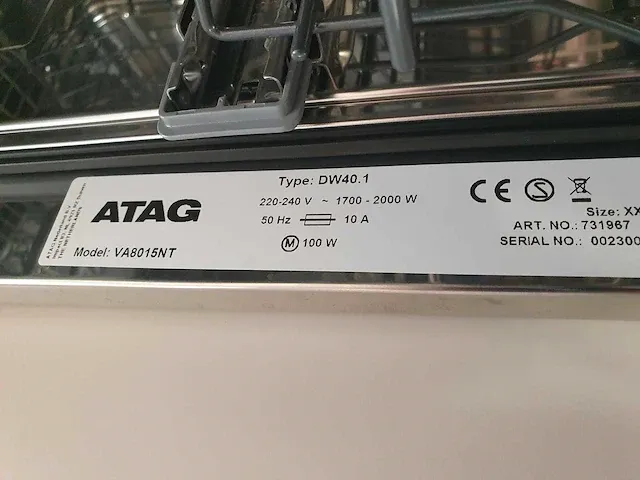 ATAG
Model: VA8015NT
Type: DW40.1
220-240 V ~ 1700 - 2000 W
50 Hz 10 A
M 100 W
CE
Size: XX
ART. NO.: 731967
SERIAL NO.: 002300